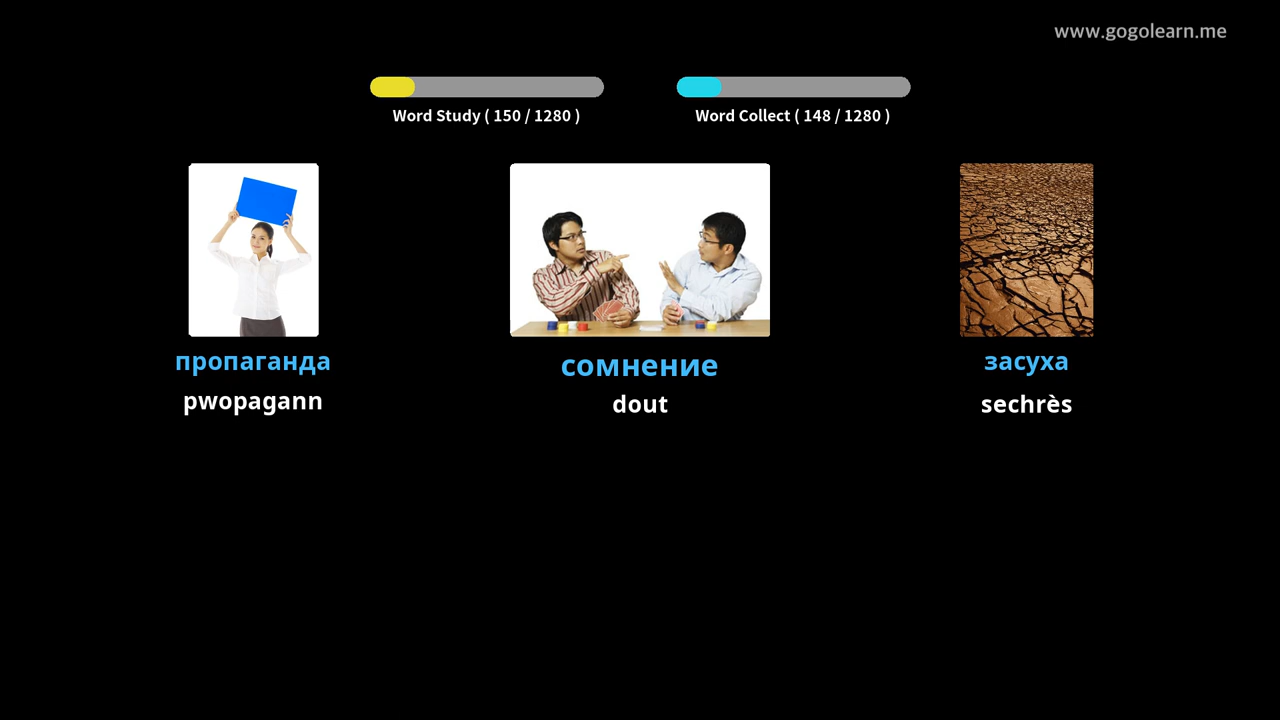 www.gogolearn.me
Word Study ( 150 / 1280 )
Word Collect ( 148 / 1280 )
пропаганда
сомнение
засуха
pwopagann
dout
sechrès